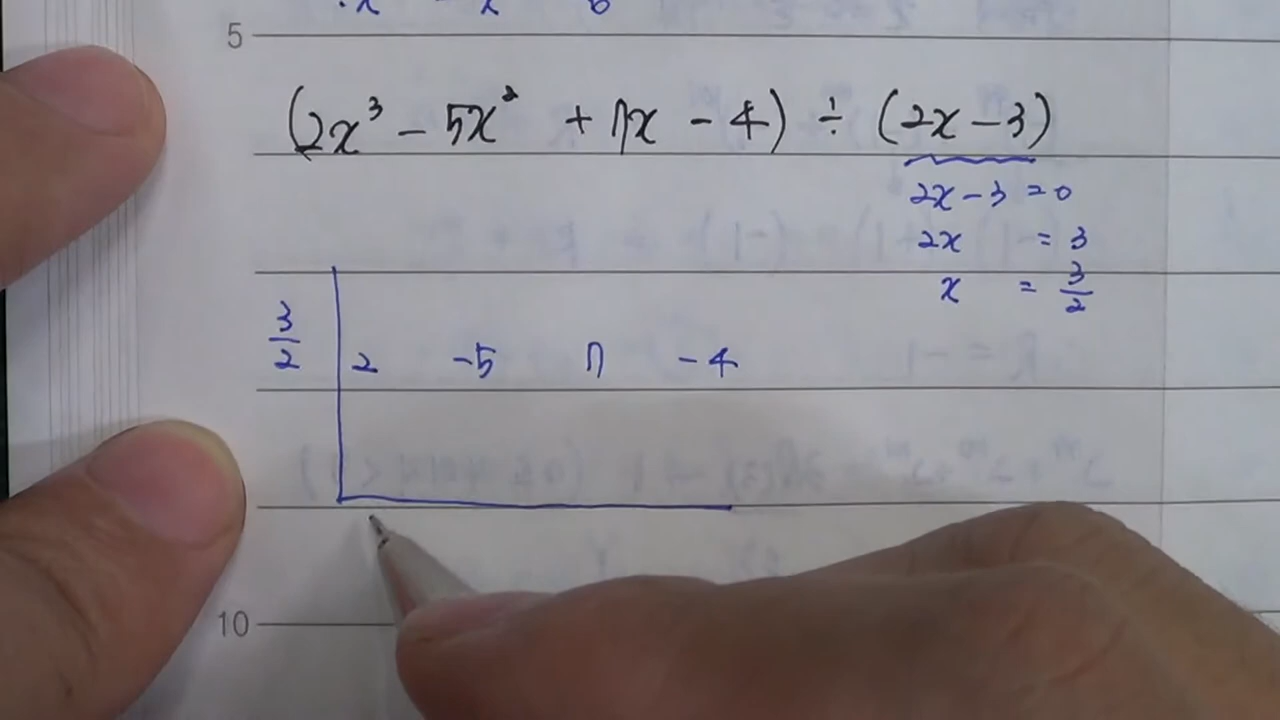 5
(2x³ - 5x² + 7x - 4) ÷ (2x - 3)
2x - 3 = 0
2x = 3
x = 3/2
3/2 2 -5 7 -4
10